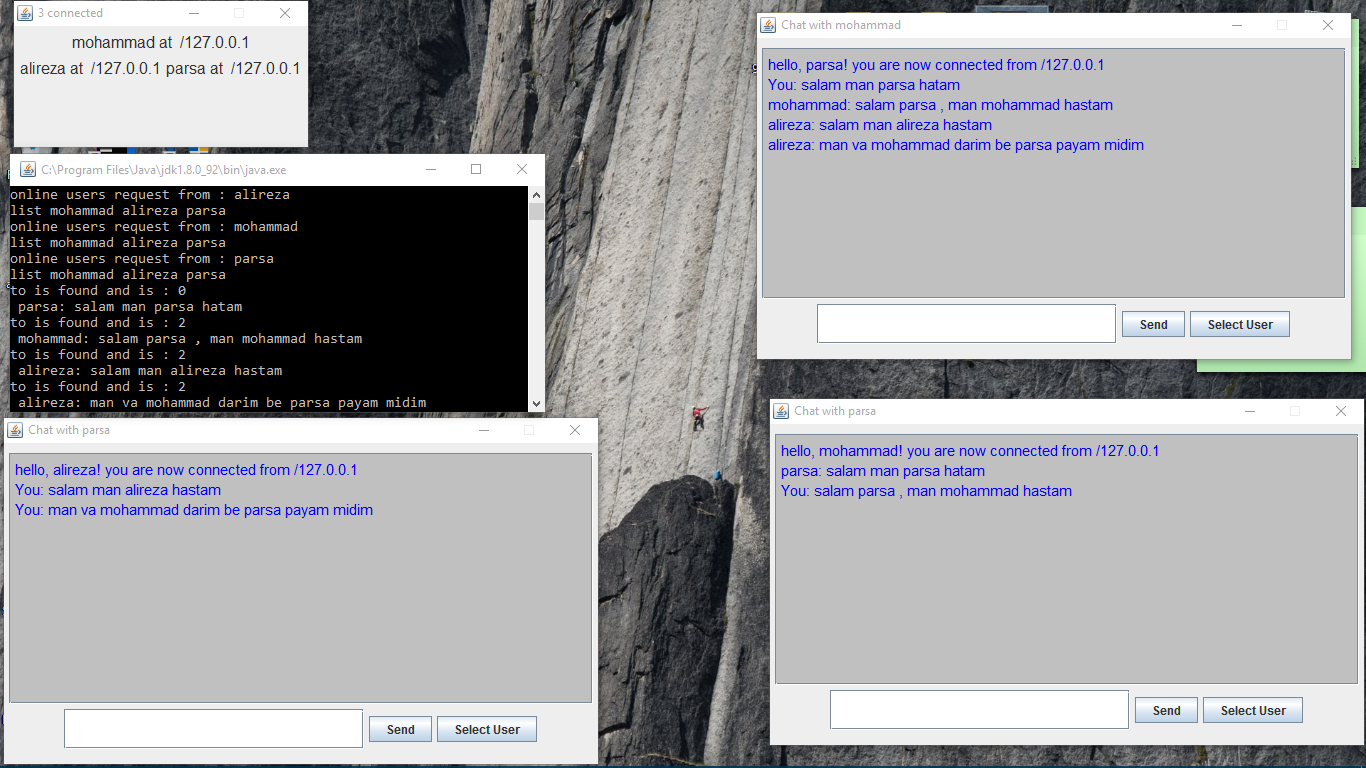 3 connected
mohammad at /127.0.0.1
alireza at /127.0.0.1 parsa at /127.0.0.1
C:\Program Files\Java\jdk1.8.0_92\bin\java.exe
online users request from : alireza
list mohammad alireza parsa
online users request from : mohammad
list mohammad alireza parsa
online users request from : parsa
list mohammad alireza parsa
to is found and is : 0
parsa: salam man parsa hatam
to is found and is : 2
mohammad: salam parsa , man mohammad hastam
to is found and is : 2
alireza: salam man alireza hastam
to is found and is : 2
alireza: man va mohammad darim be parsa payam midim
Chat with mohammad
hello, parsa! you are now connected from /127.0.0.1
You: salam man parsa hatam
mohammad: salam parsa , man mohammad hastam
alireza: salam man alireza hastam
alireza: man va mohammad darim be parsa payam midim
Send Select User
Chat with parsa
hello, alireza! you are now connected from /127.0.0.1
You: salam man alireza hastam
You: man va mohammad darim be parsa payam midim
Send Select User
Chat with parsa
hello, mohammad! you are now connected from /127.0.0.1
parsa: salam man parsa hatam
You: salam parsa , man mohammad hastam
Send Select User